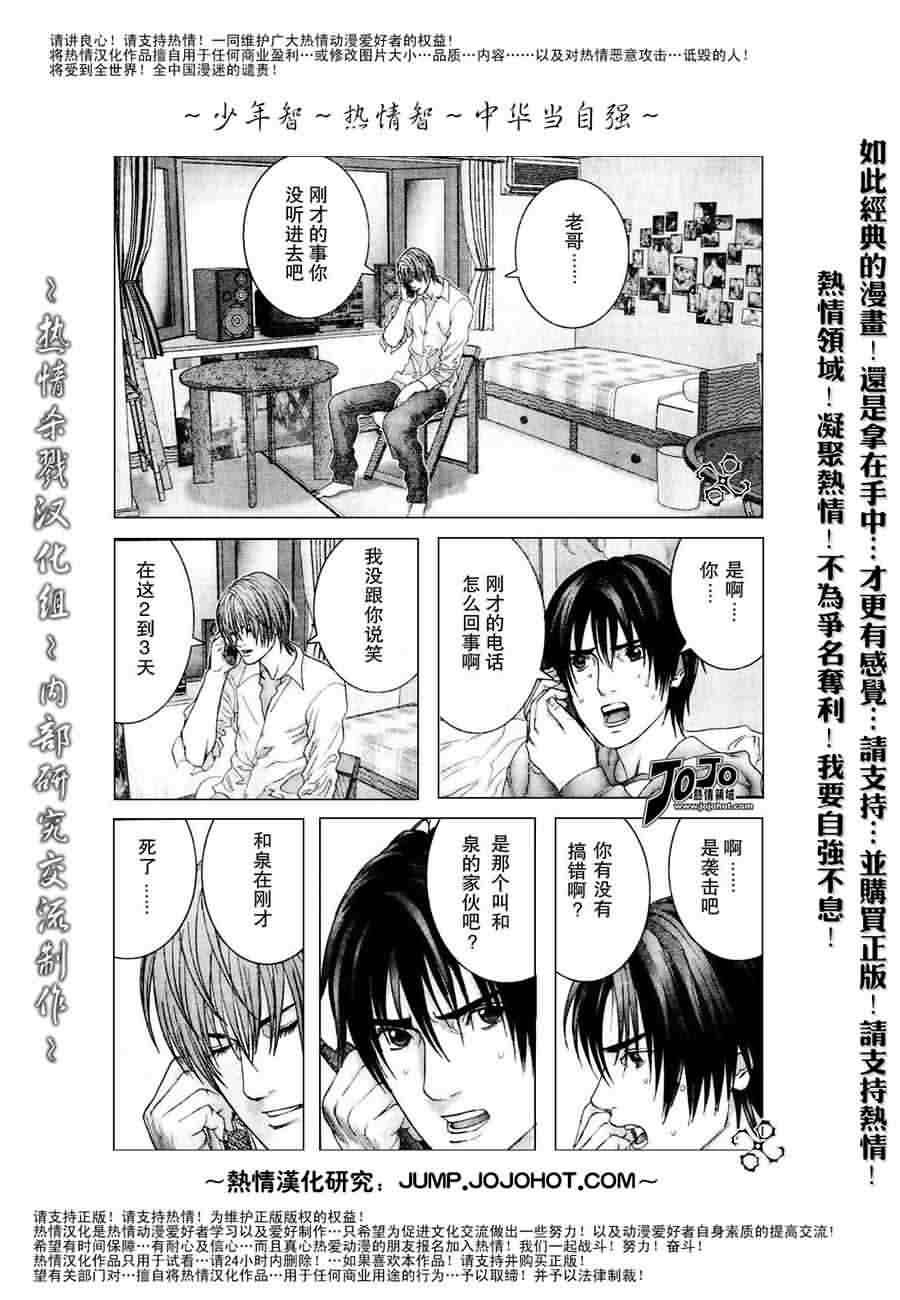 请讲良心！请支持热情！一同维护广大热情动漫爱好者的权益！
将热情汉化作品擅自用于任何商业盈利…或修改图片大小…品质…内容……以及对热情恶意攻击…诋毁的人！
将受到全世界！全中国漫迷的谴责！
～少年智～热情智～中华当自强～
如此經典的漫畫！還是拿在手中…才更有感覺…請支持…並購買正版！請支持熱情！
熱情領域！凝聚熱情！不為爭名奪利！我要自強不息！
～热情杀戮汉化组～内部研究交流制作～
老哥……
刚才的事你
没听进去吧
是啊……
你……
刚才的电话
怎么回事啊
我没跟你说笑
在这2到3天
JOJO
熱情領域
www.jojohot.com
啊……
是袭击吧
你有没有
搞错啊？
是那个叫和
泉的家伙吧？
和泉在刚才
死了……
～熱情漢化研究：JUMP.JOJOHOT.COM～
请支持正版！请支持热情！为维护正版版权的权益！
热情汉化是热情动漫爱好者学习以及爱好制作…只希望为促进文化交流做出一些努力！以及动漫爱好者自身素质的提高交流！
希望有时间保障…有耐心及信心…而且真心热爱动漫的朋友报名加入热情！我们一起战斗！努力！奋斗！
热情汉化作品只用于试看…请24小时内删除！…如果喜欢本作品！请支持并购买正版！
望有关部门对…擅自将热情汉化作品…用于任何商业用途的行为…予以取缔！并予以法律制裁！